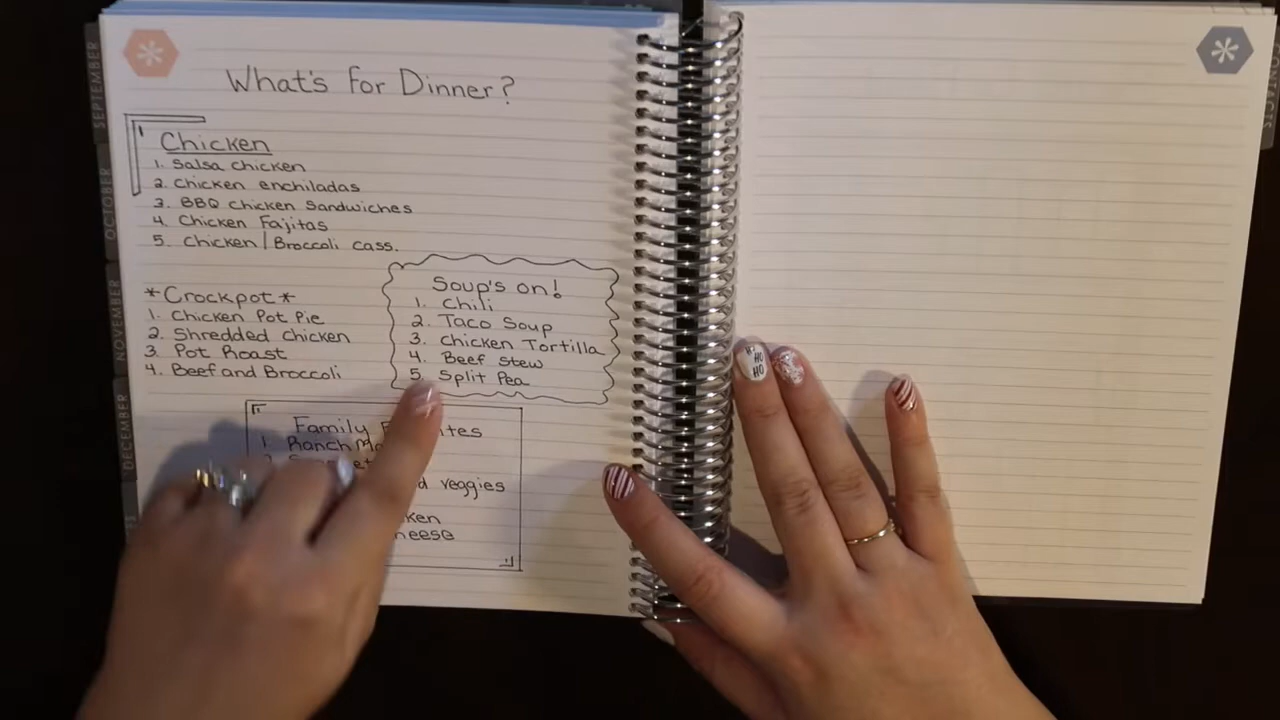 What's for Dinner?
Chicken
1. Salsa Chicken
2. Chicken enchiladas
3. BBQ Chicken Sandwiches
4. Chicken Fajitas
5. Chicken/Broccoli cass.
*Crockpot*
1. Chicken Pot Pie
2. Shredded Chicken
3. Pot Roast
4. Beef and Broccoli
Soup's on!
1. Chili
2. Taco Soup
3. Chicken Tortilla
4. Beef Stew
5. Split Pea
Family
1. Ranch
veggies
SEPTEMBER
OCTOBER
NOVEMBER
DECEMBER
CONTACTS
HO
HO